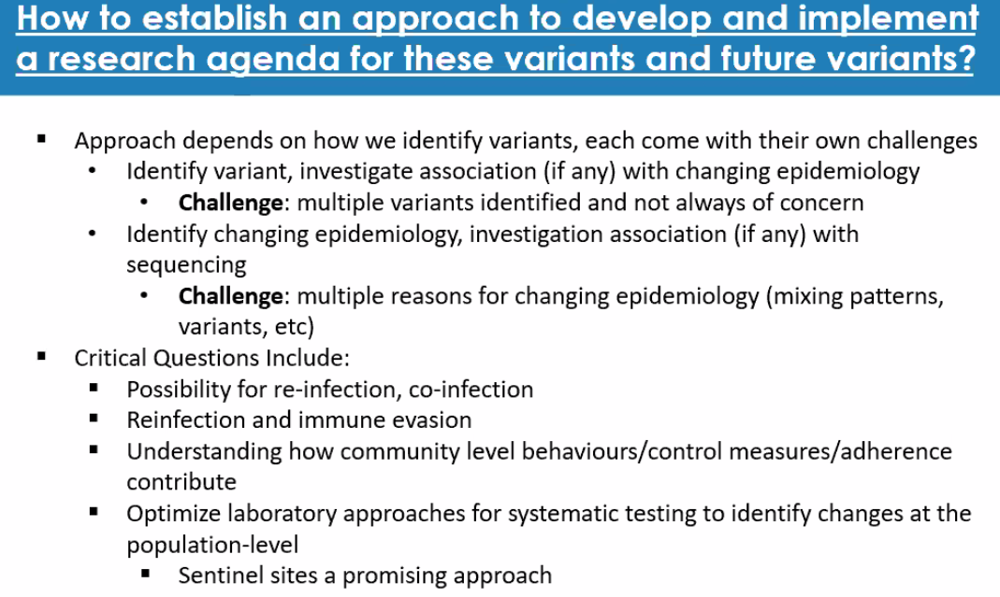 How to establish an approach to develop and implement
a research agenda for these variants and future variants?
▪ Approach depends on how we identify variants, each come with their own challenges
• Identify variant, investigate association (if any) with changing epidemiology
• Challenge: multiple variants identified and not always of concern
• Identify changing epidemiology, investigation association (if any) with
sequencing
• Challenge: multiple reasons for changing epidemiology (mixing patterns,
variants, etc)
▪ Critical Questions Include:
▪ Possibility for re-infection, co-infection
▪ Reinfection and immune evasion
▪ Understanding how community level behaviours/control measures/adherence
contribute
▪ Optimize laboratory approaches for systematic testing to identify changes at the
population-level
▪ Sentinel sites a promising approach